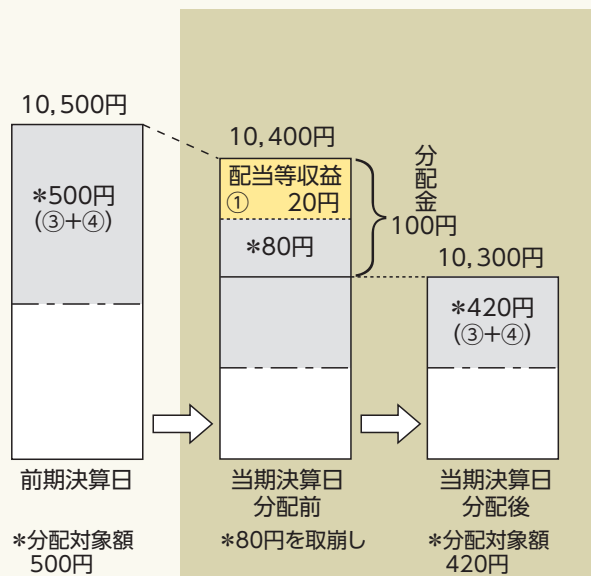 10,500円
*500円
(③+④)
前期決算日
*分配対象額
500円
10,400円
配当等収益
① 20円
*80円
分配金
100円
当期決算日
分配前
*80円を取崩し
10,300円
*420円
(③+④)
当期決算日
分配後
*分配対象額
420円